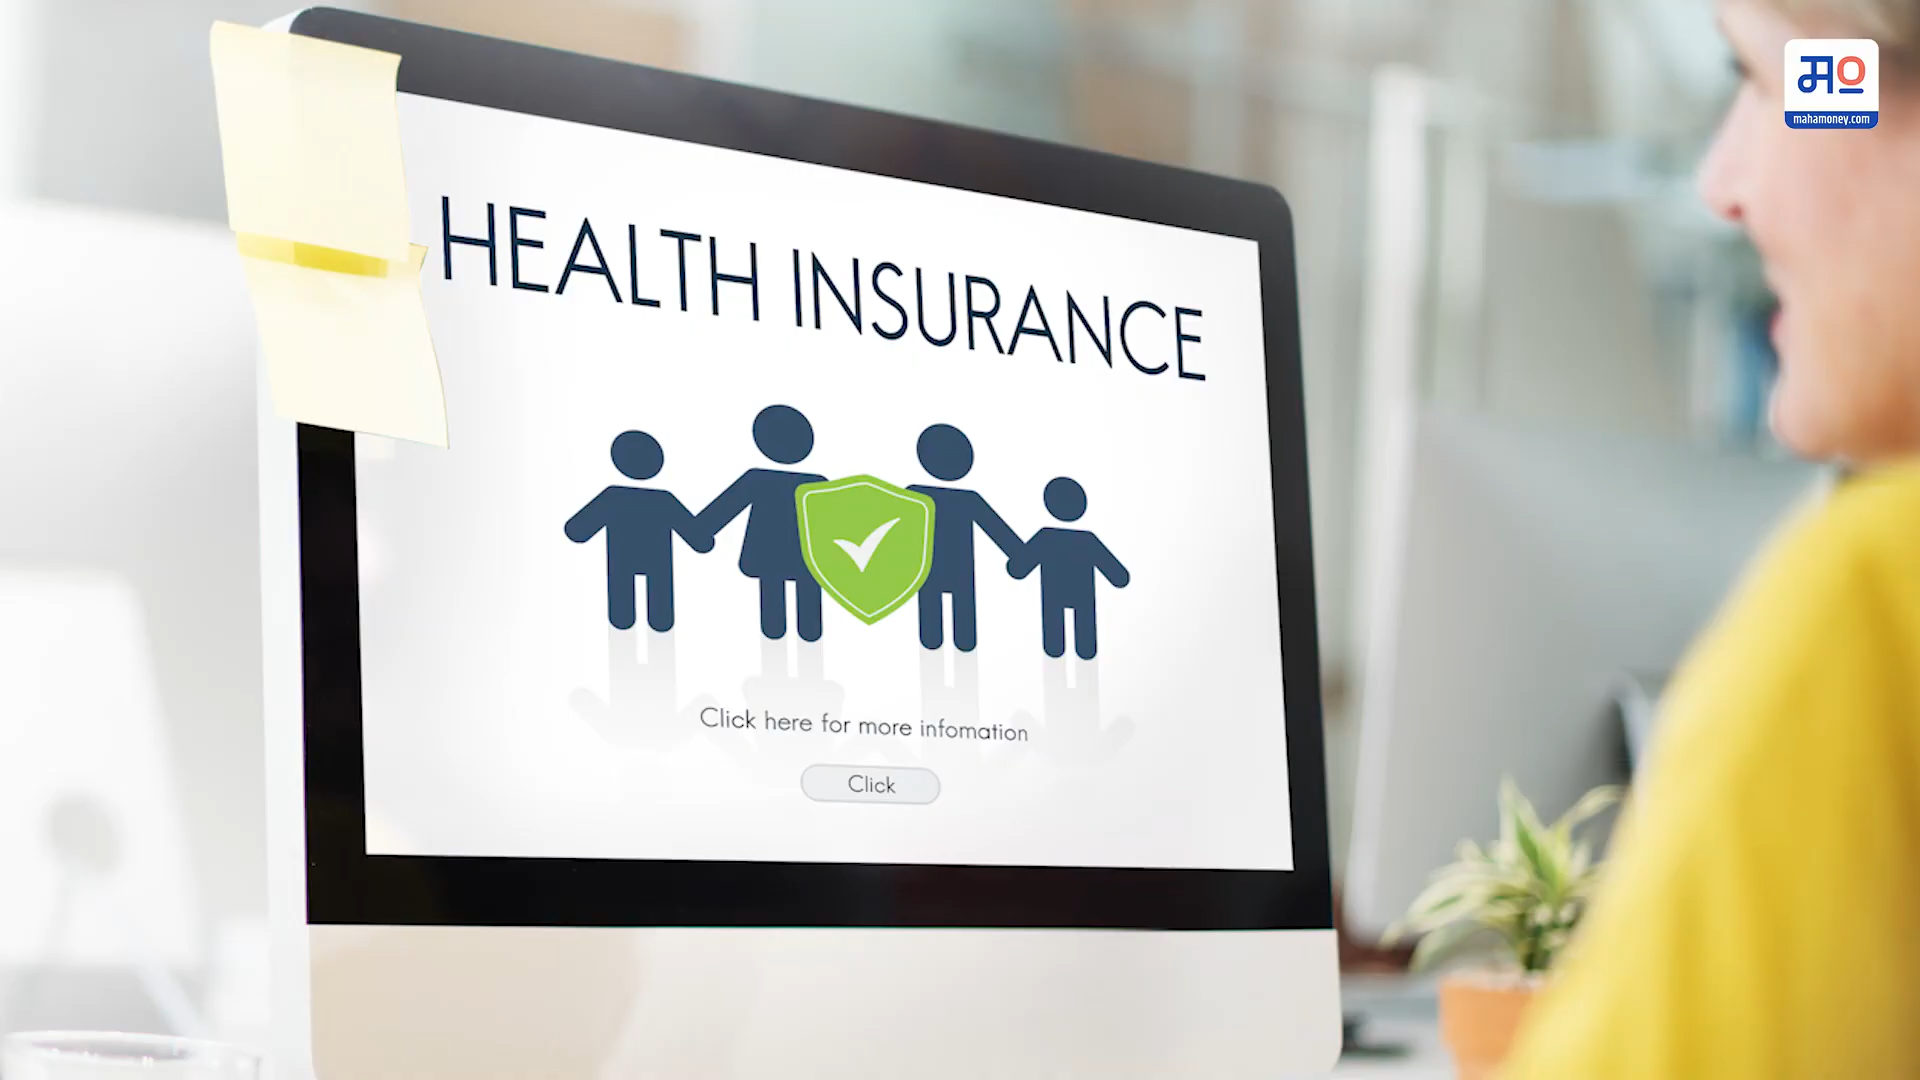 मo
mahamoney.com
HEALTH INSURANCE
Click here for more infomation
Click